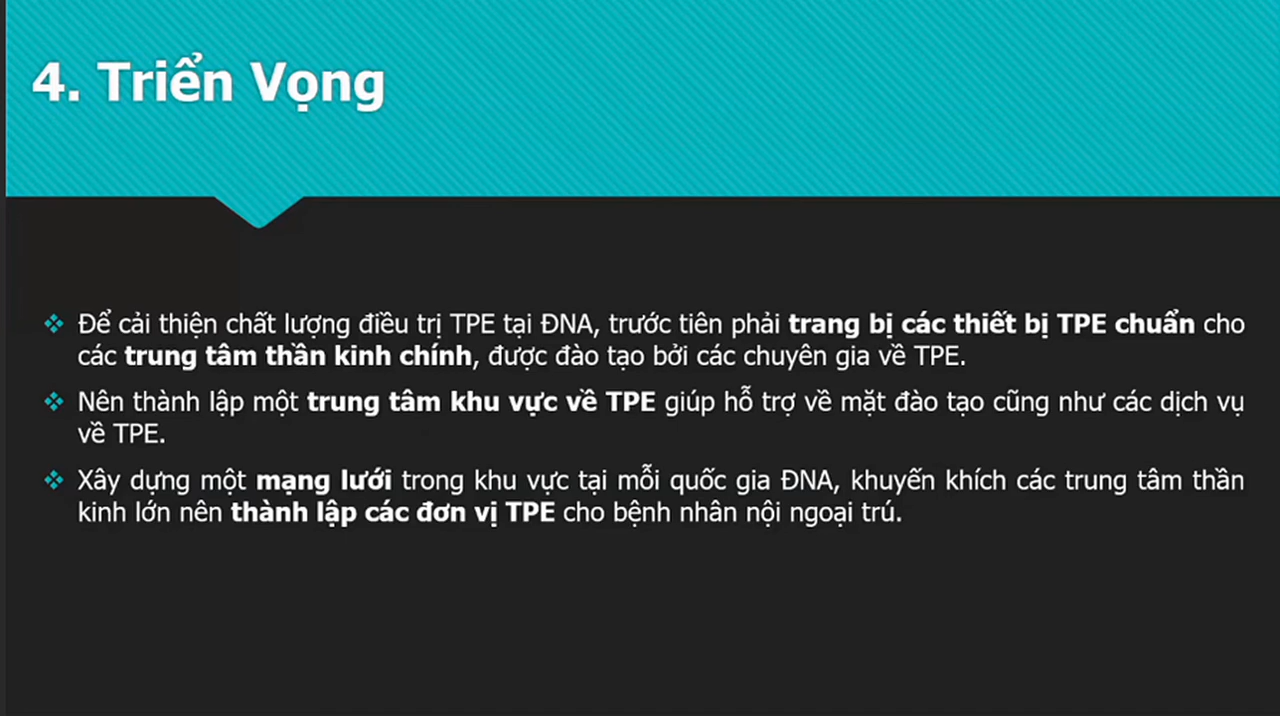 4. Triển Vọng
Để cải thiện chất lượng điều trị TPE tại ĐNA, trước tiên phải trang bị các thiết bị TPE chuẩn cho
các trung tâm thần kinh chính, được đào tạo bởi các chuyên gia về TPE.
Nên thành lập một trung tâm khu vực về TPE giúp hỗ trợ về mặt đào tạo cũng như các dịch vụ
về TPE.
Xây dựng một mạng lưới trong khu vực tại mỗi quốc gia ĐNA, khuyến khích các trung tâm thần
kinh lớn nên thành lập các đơn vị TPE cho bệnh nhân nội ngoại trú.